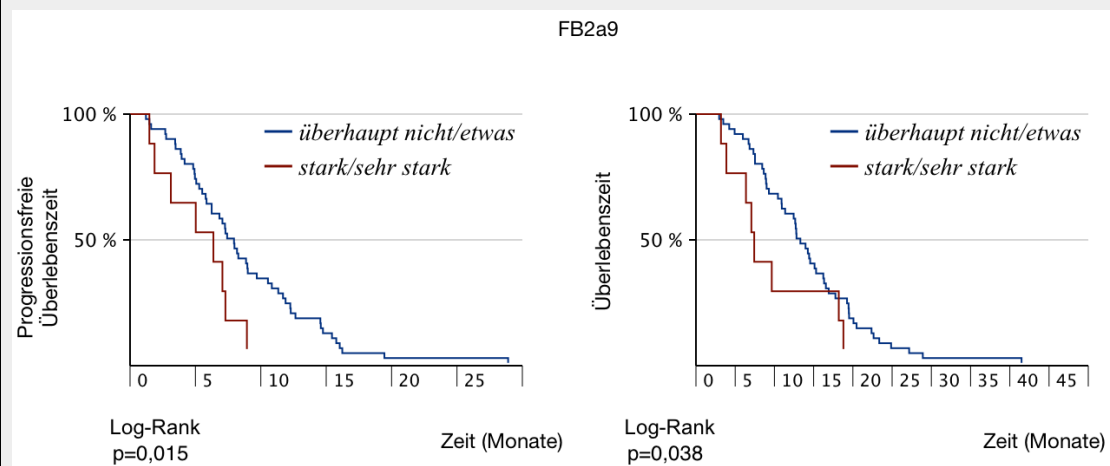 FB2a9
100 %
50 %
Progressionsfreie
Überlebenszeit
überhaupt nicht/etwas
stark/sehr stark
0 5 10 15 20 25
Log-Rank
p=0,015
Zeit (Monate)
100 %
50 %
Überlebenszeit
überhaupt nicht/etwas
stark/sehr stark
0 5 10 15 20 25 30 35 40 45
Log-Rank
p=0,038
Zeit (Monate)